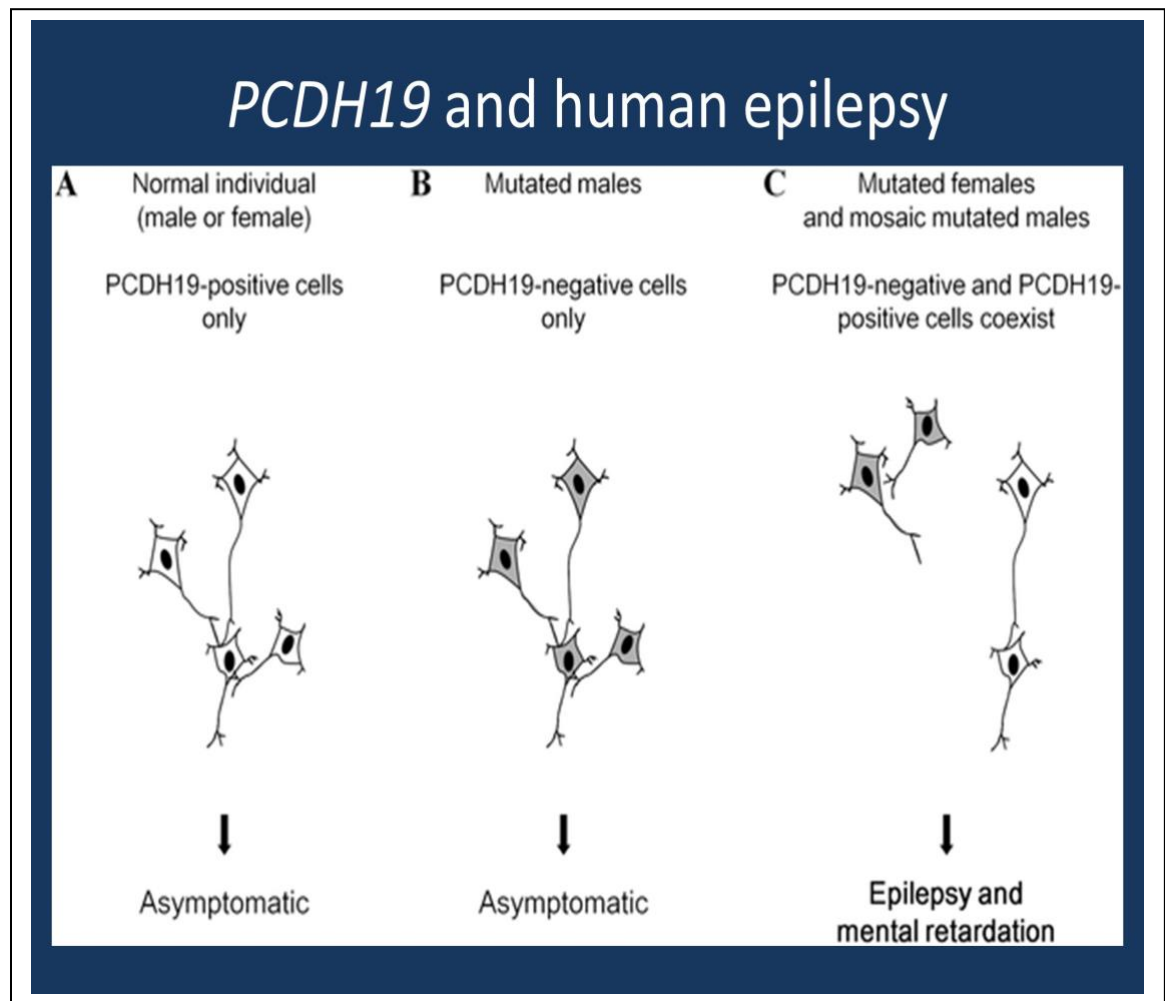 PCDH19 and human epilepsy
A
Normal individual
(male or female)
PCDH19-positive cells
only
Asymptomatic
B
Mutated males
PCDH19-negative cells
only
Asymptomatic
C
Mutated females
and mosaic mutated males
PCDH19-negative and PCDH19-
positive cells coexist
Epilepsy and
mental retardation